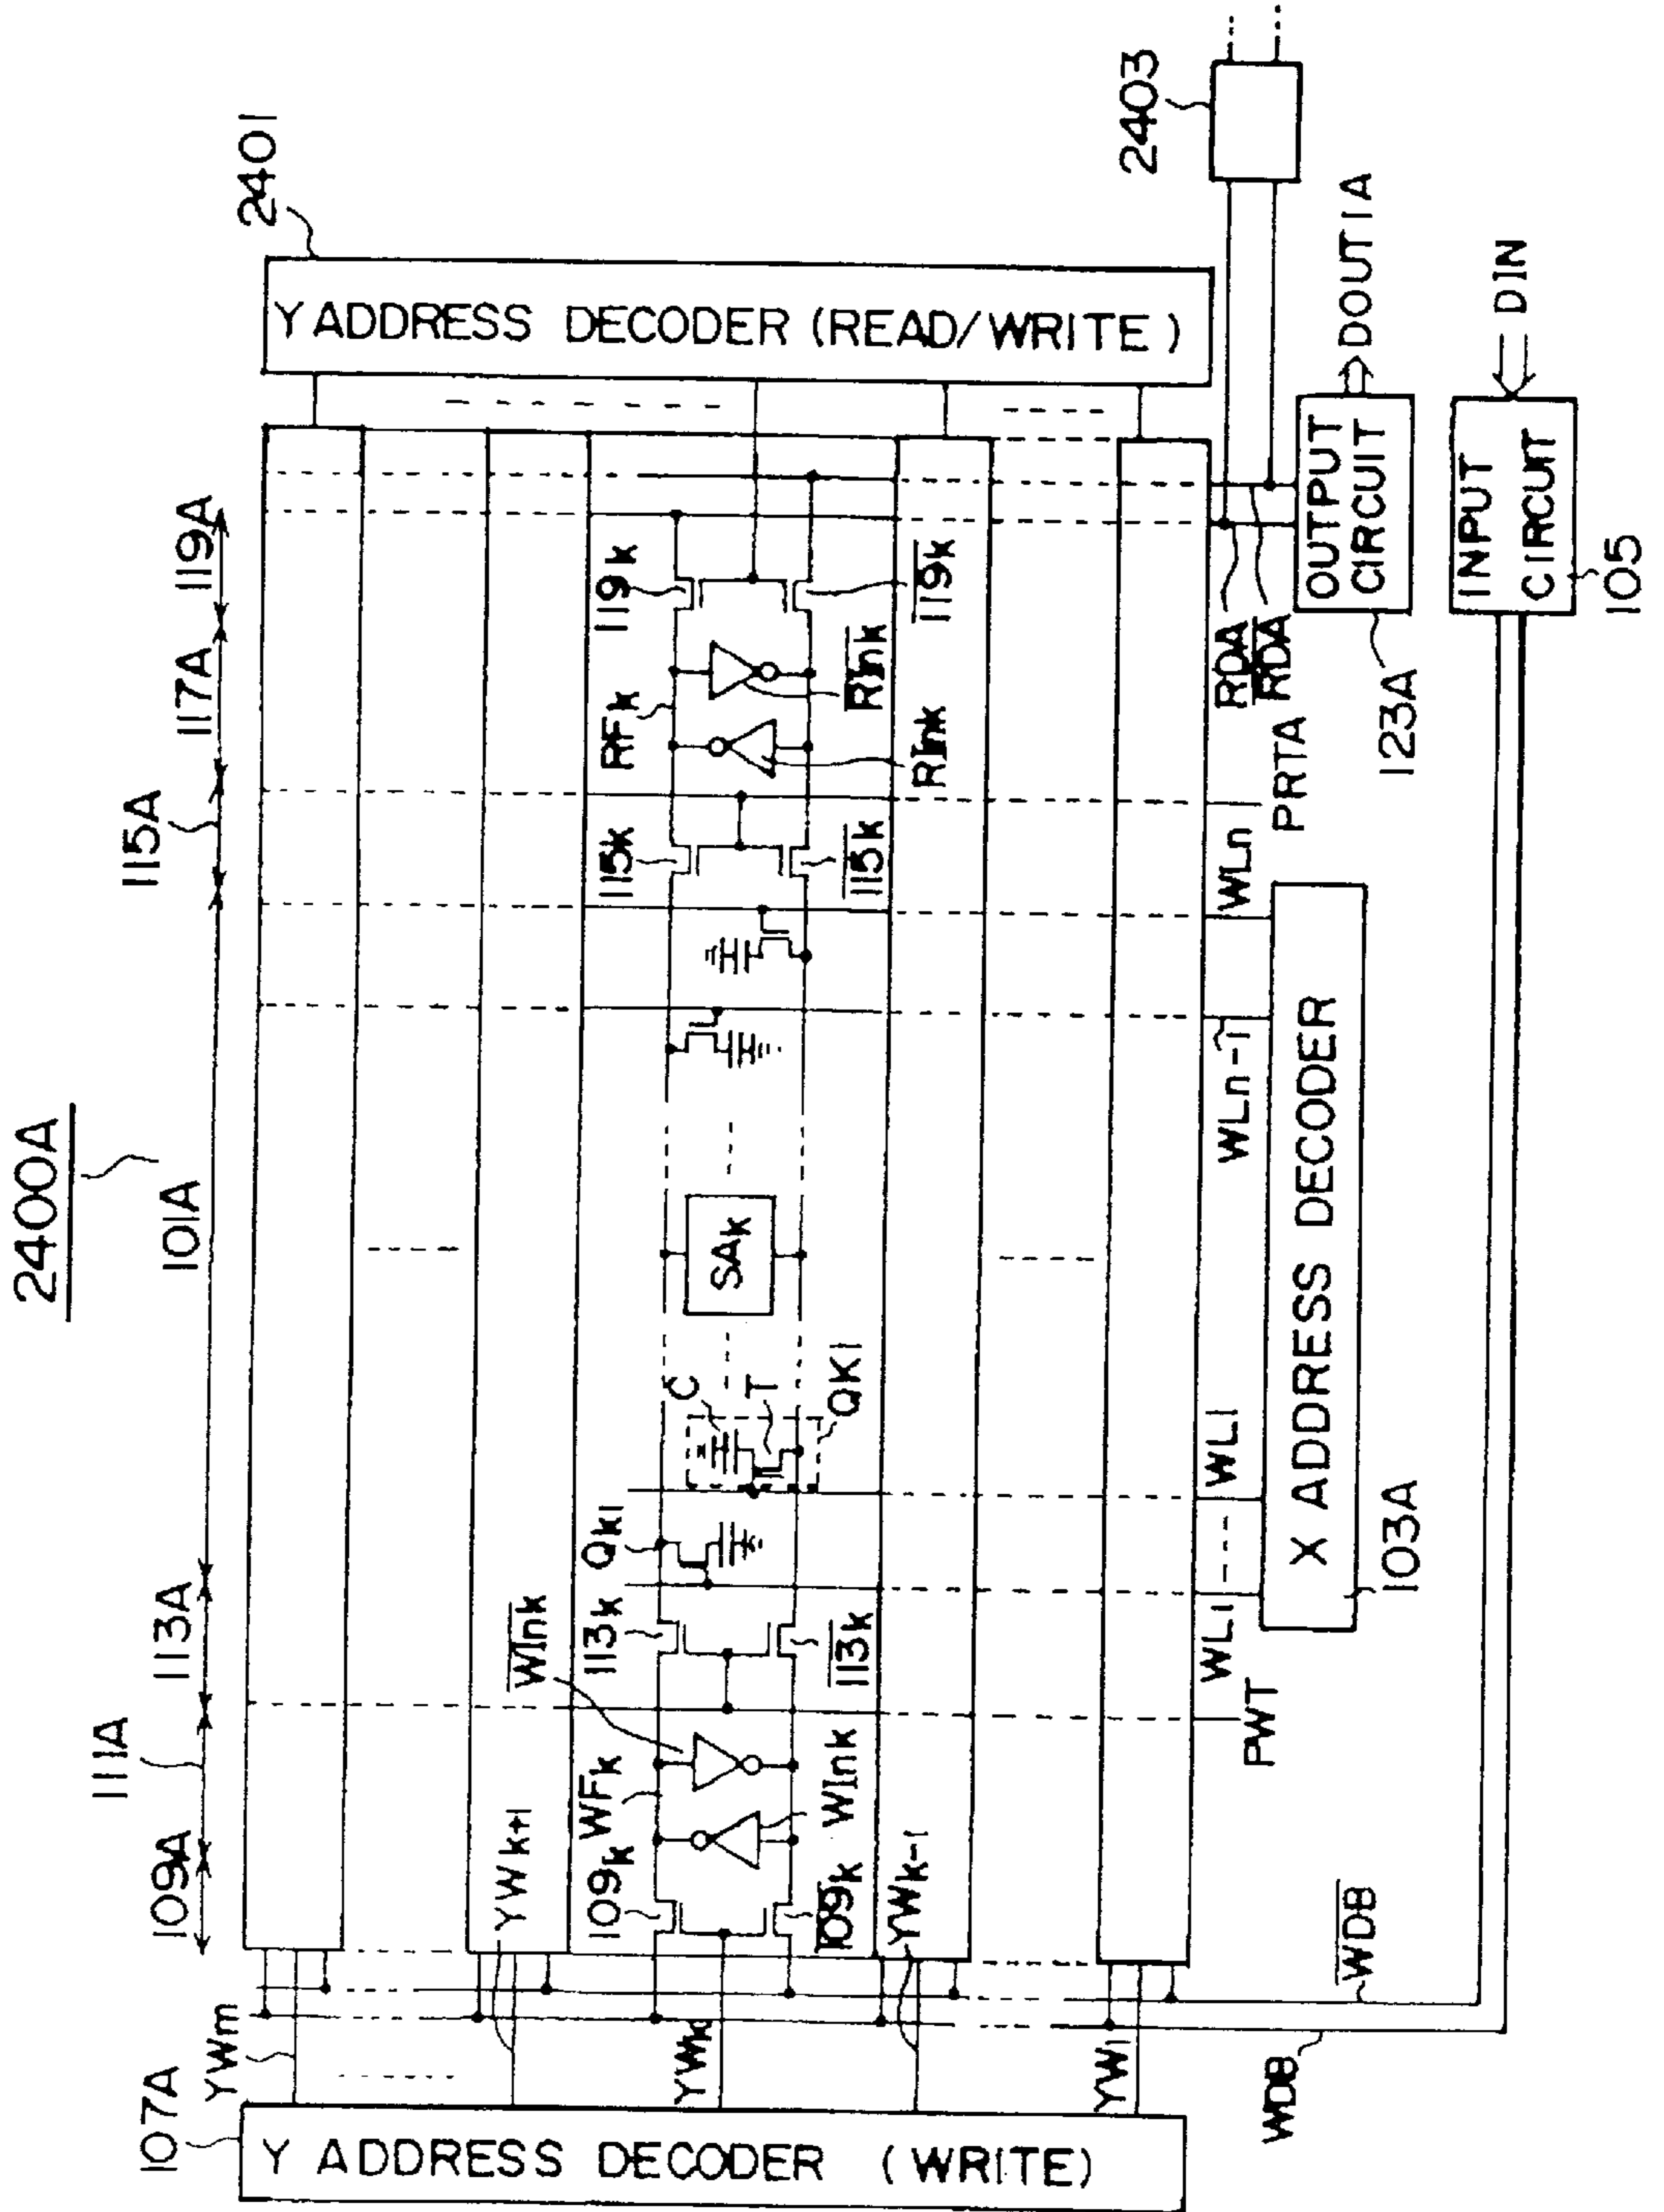 2400A
101A
109A
111A
113A
115A
117A
119A
107A
Y ADDRESS DECODER (WRITE)
YWm
YWk+1
YWk
YWk-1
YW1
109k
109k
WFk
WInk
WInk
113k
113k
Qk1
C
T
QK1
SAk
115k
115k
RFk
RInk
RInk
119k
119k
2401
Y ADDRESS DECODER (READ/WRITE)
PWT
WL1
WL1
WLn-1
WLn
PRTA
RDA
RDA
X ADDRESS DECODER
103A
OUTPUT
CIRCUIT
123A
DOUT1A
2403
INPUT
CIRCUIT
105
DIN
WDB
WDB